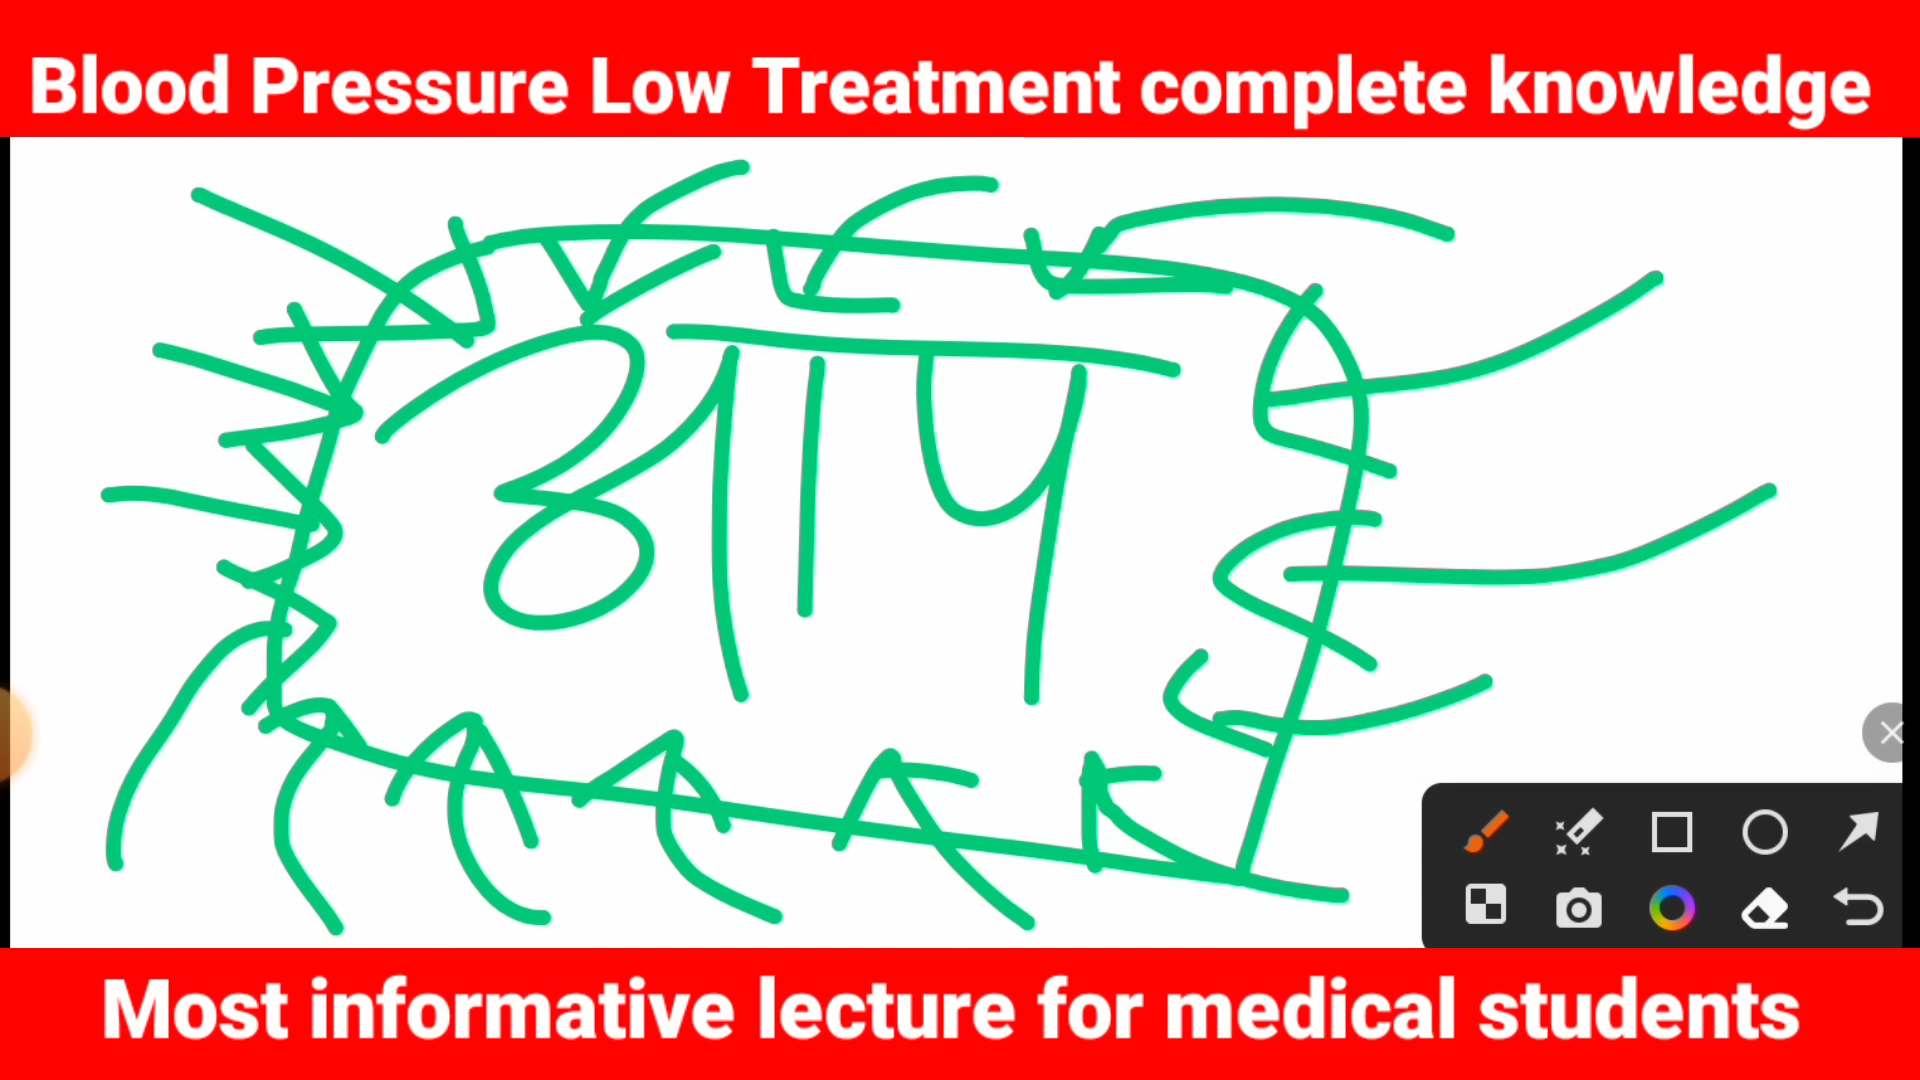 Blood Pressure Low Treatment complete knowledge
आप
Most informative lecture for medical students